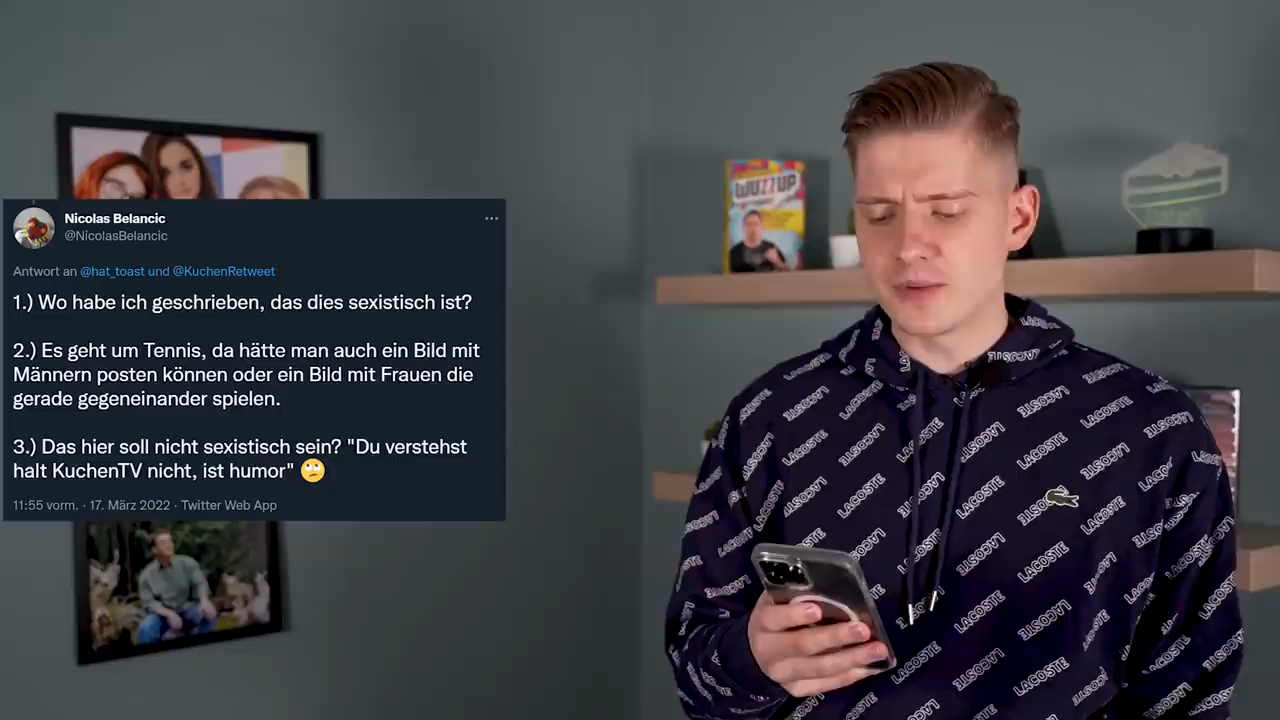 Nicolas Belancic
@NicolasBelancic
Antwort an @hat_toast und @KuchenRetweet
1.) Wo habe ich geschrieben, das dies sexistisch ist?
2.) Es geht um Tennis, da hätte man auch ein Bild mit
Männern posten können oder ein Bild mit Frauen die
gerade gegeneinander spielen.
3.) Das hier soll nicht sexistisch sein? "Du verstehst
halt KuchenTV nicht, ist humor" 🙄
11:55 vorm. · 17. März 2022 · Twitter Web App
WUZZUP
LACOSTE